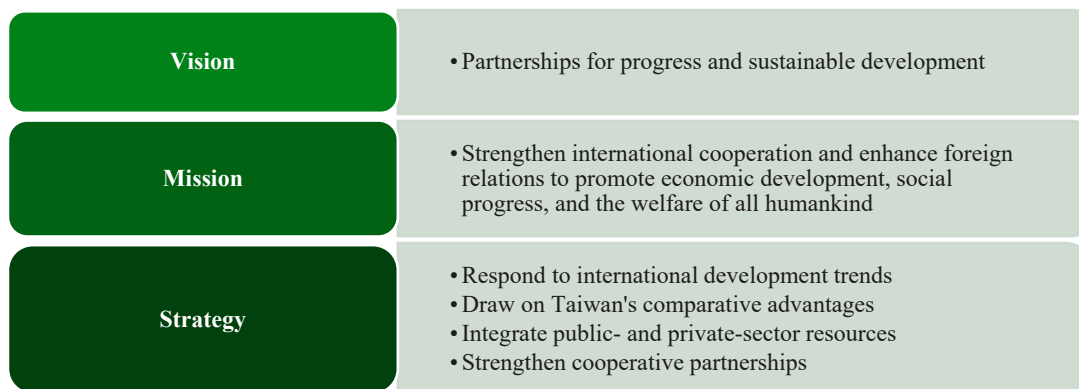 Vision
• Partnerships for progress and sustainable development
Mission
• Strengthen international cooperation and enhance foreign
relations to promote economic development, social
progress, and the welfare of all humankind
Strategy
• Respond to international development trends
• Draw on Taiwan's comparative advantages
• Integrate public- and private-sector resources
• Strengthen cooperative partnerships